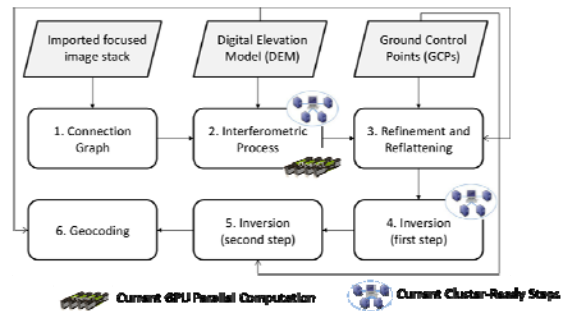 Imported focused
image stack
Digital Elevation
Model (DEM)
Ground Control
Points (GCPs)
1. Connection
Graph
2. Interferometric
Process
3. Refinement and
Reflattening
6. Geocoding
5. Inversion
(second step)
4. Inversion
(first step)
Current GPU Parallel Computation
Current Cluster-Ready Steps